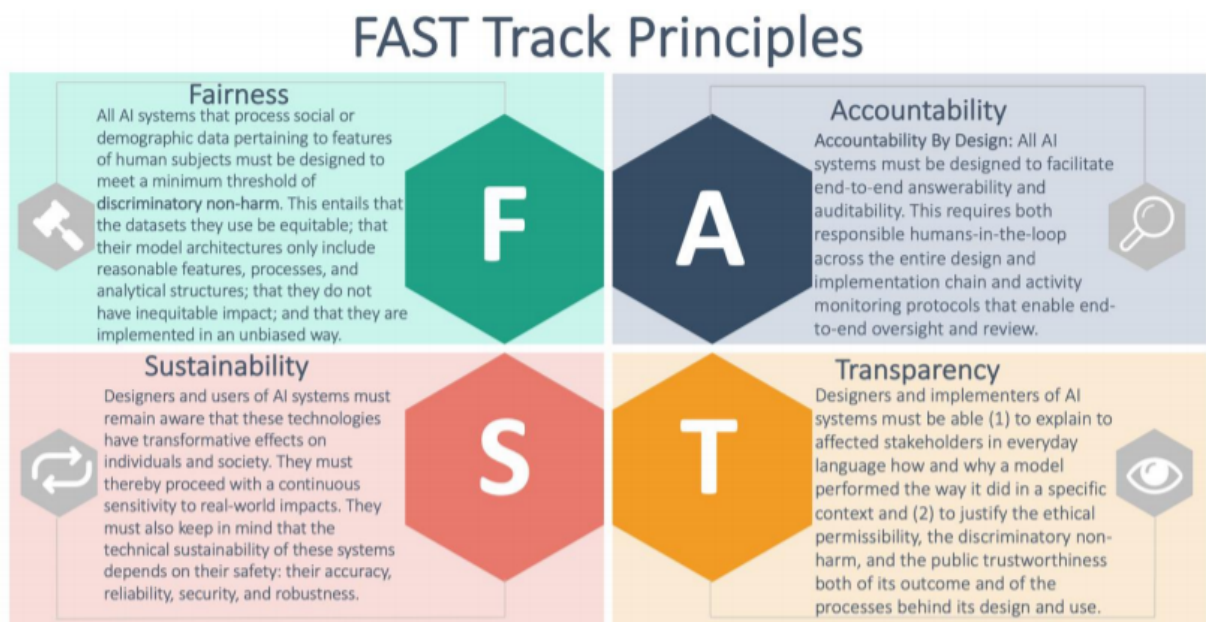 FAST Track Principles
Fairness
All AI systems that process social or
demographic data pertaining to features
of human subjects must be designed to
meet a minimum threshold of
discriminatory non-harm. This entails that
the datasets they use be equitable; that
their model architectures only include
reasonable features, processes, and
analytical structures; that they do not
have inequitable impact; and that they are
implemented in an unbiased way.
F
A
Accountability
Accountability By Design: All AI
systems must be designed to facilitate
end-to-end answerability and
auditability. This requires both
responsible humans-in-the-loop
across the entire design and
implementation chain and activity
monitoring protocols that enable end-
to-end oversight and review.
Sustainability
Designers and users of AI systems must
remain aware that these technologies
have transformative effects on
individuals and society. They must
thereby proceed with a continuous
sensitivity to real-world impacts. They
must also keep in mind that the
technical sustainability of these systems
depends on their safety: their accuracy,
reliability, security, and robustness.
S
T
Transparency
Designers and implementers of AI
systems must be able (1) to explain to
affected stakeholders in everyday
language how and why a model
performed the way it did in a specific
context and (2) to justify the ethical
permissibility, the discriminatory non-
harm, and the public trustworthiness
both of its outcome and of the
processes behind its design and use.